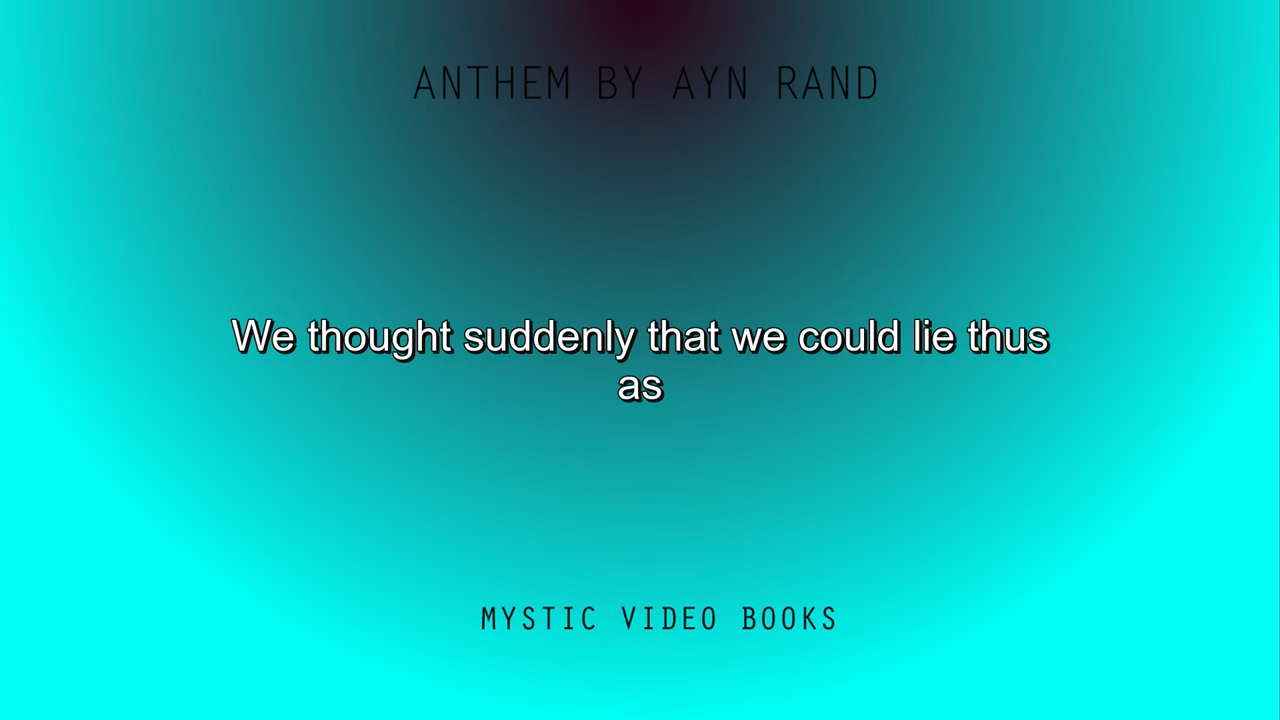 ANTHEM BY AYN RAND
We thought suddenly that we could lie thus
as
MYSTIC VIDEO BOOKS